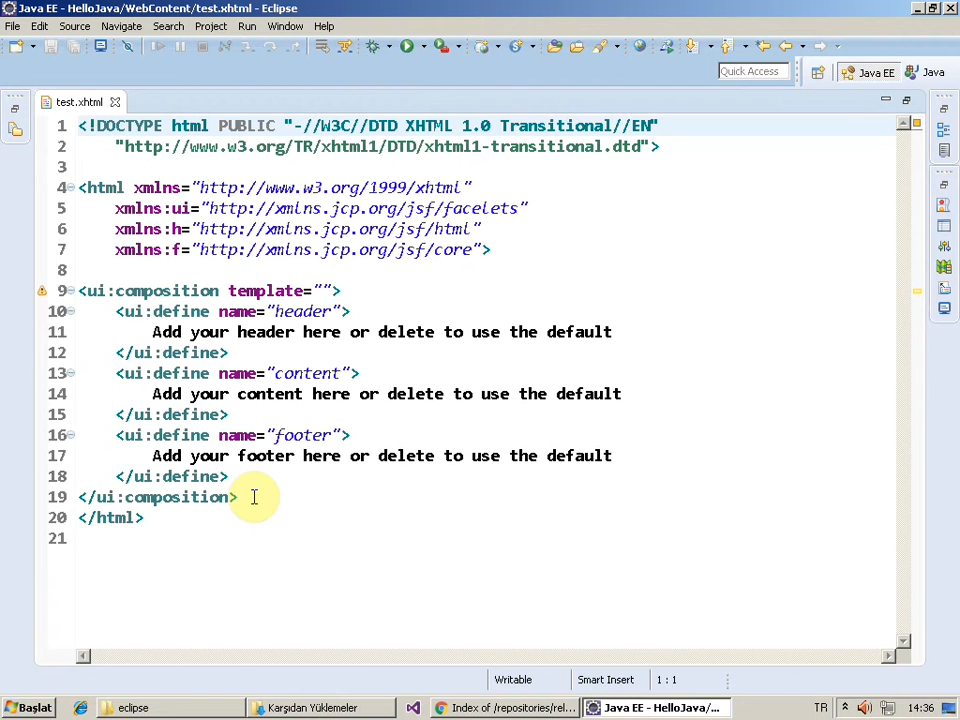 Java EE - HelloJava/WebContent/test.xhtml - Eclipse
File Edit Source Navigate Search Project Run Window Help
Quick Access Java EE Java
test.xhtml
1 <!DOCTYPE html PUBLIC "-//W3C//DTD XHTML 1.0 Transitional//EN"
2 "http://www.w3.org/TR/xhtml1/DTD/xhtml1-transitional.dtd">
3
4 <html xmlns="http://www.w3.org/1999/xhtml"
5 xmlns:ui="http://xmlns.jcp.org/jsf/facelets"
6 xmlns:h="http://xmlns.jcp.org/jsf/html"
7 xmlns:f="http://xmlns.jcp.org/jsf/core">
8
9 <ui:composition template="">
10 <ui:define name="header">
11 Add your header here or delete to use the default
12 </ui:define>
13 <ui:define name="content">
14 Add your content here or delete to use the default
15 </ui:define>
16 <ui:define name="footer">
17 Add your footer here or delete to use the default
18 </ui:define>
19 </ui:composition>
20 </html>
21
Writable Smart Insert 1 : 1
Başlat eclipse Karşıdan Yüklemeler Index of /repositories/rel... Java EE - HelloJava/... TR 14:36